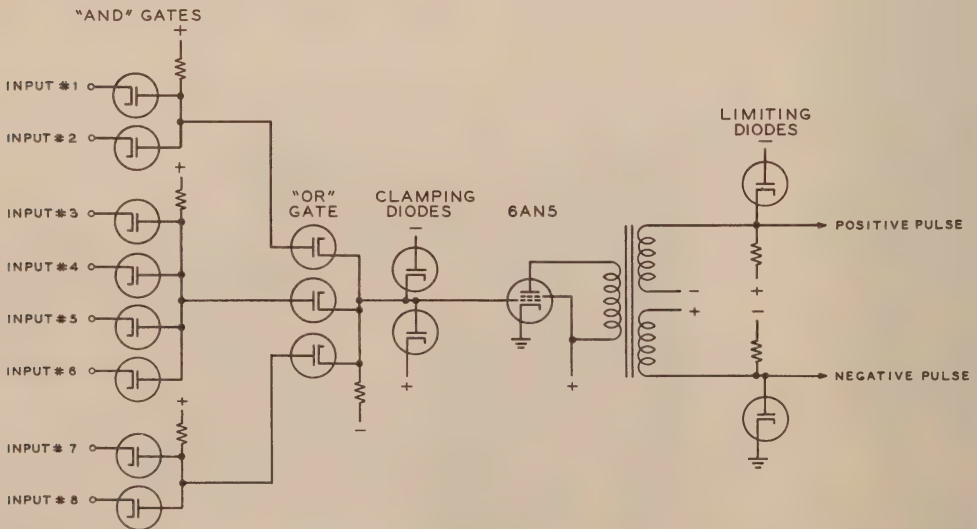 "AND" GATES
+
INPUT #1
INPUT #2
+
INPUT #3
INPUT #4
INPUT #5
INPUT #6
+
INPUT #7
INPUT #8
"OR"
GATE
−
CLAMPING
DIODES
−
+
6AN5
+
LIMITING
DIODES
−
POSITIVE PULSE
−
+
+
−
NEGATIVE PULSE